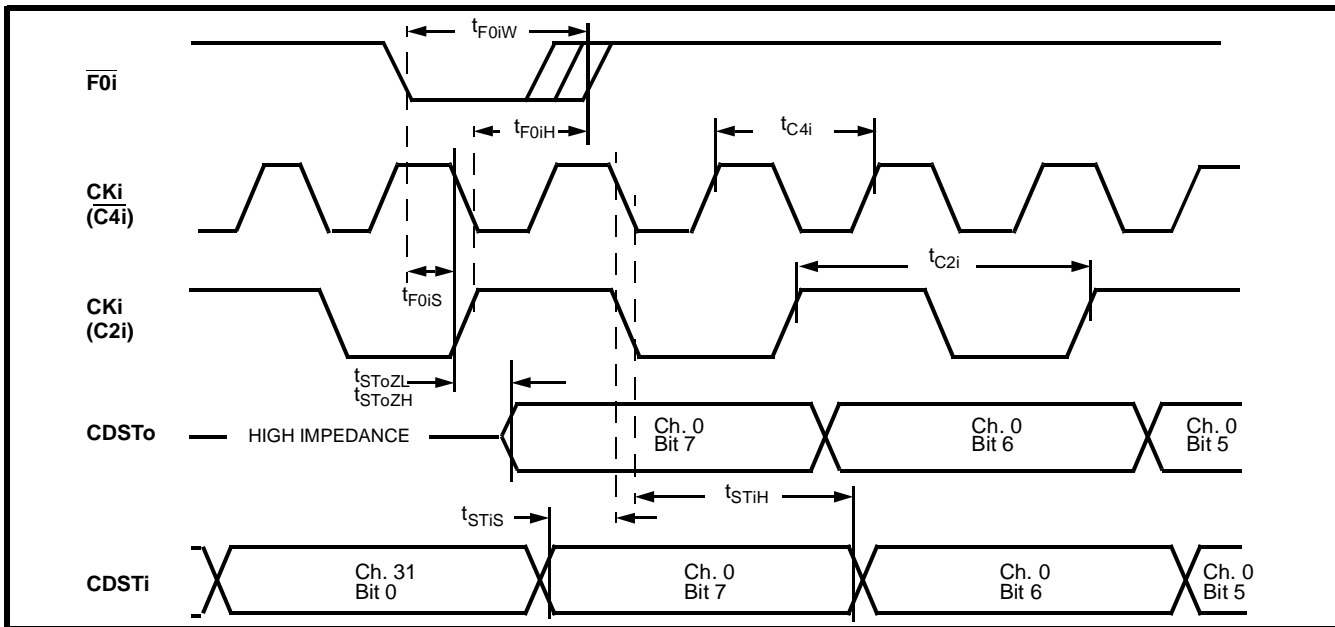 tF0iW
F0i
tF0iH
tC4i
CKi
(C4i)
tC2i
tF0iS
CKi
(C2i)
tSToZL
tSToZH
CDSTo
HIGH IMPEDANCE
Ch. 0
Bit 7
Ch. 0
Bit 6
Ch. 0
Bit 5
tSTiH
tSTiS
CDSTi
Ch. 31
Bit 0
Ch. 0
Bit 7
Ch. 0
Bit 6
Ch. 0
Bit 5